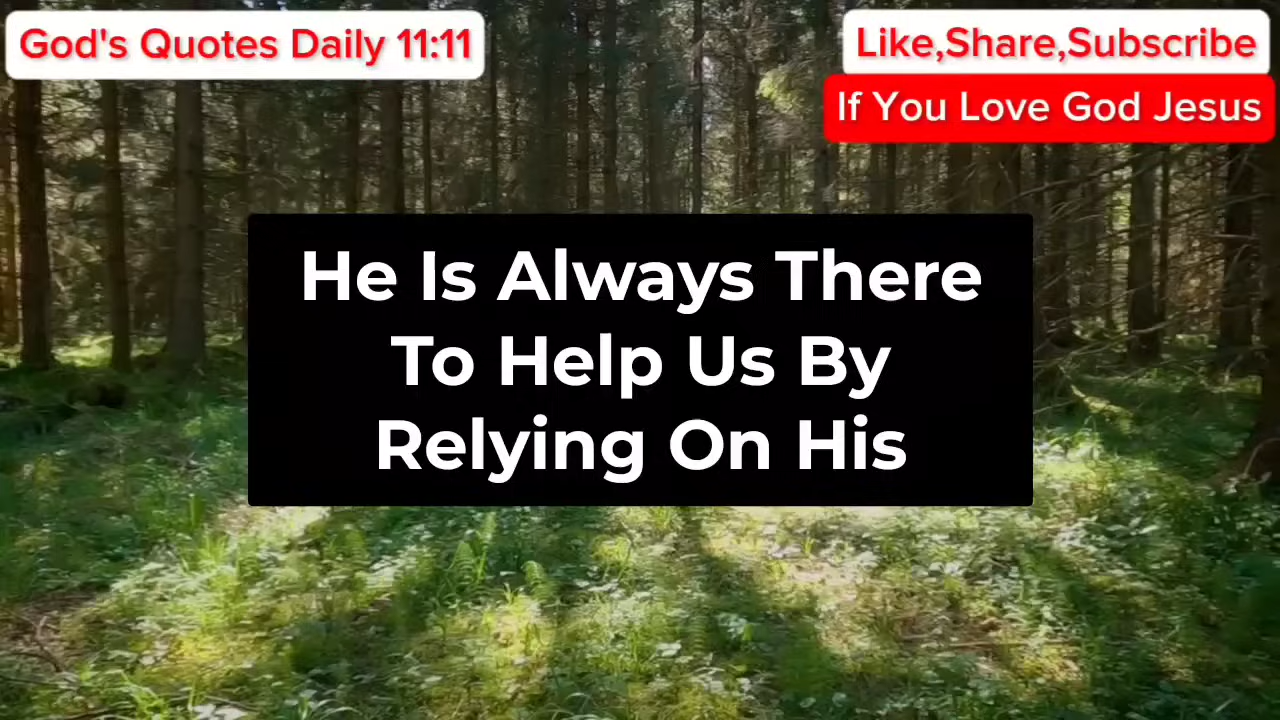 God's Quotes Daily 11:11
Like,Share,Subscribe
If You Love God Jesus
He Is Always There
To Help Us By
Relying On His